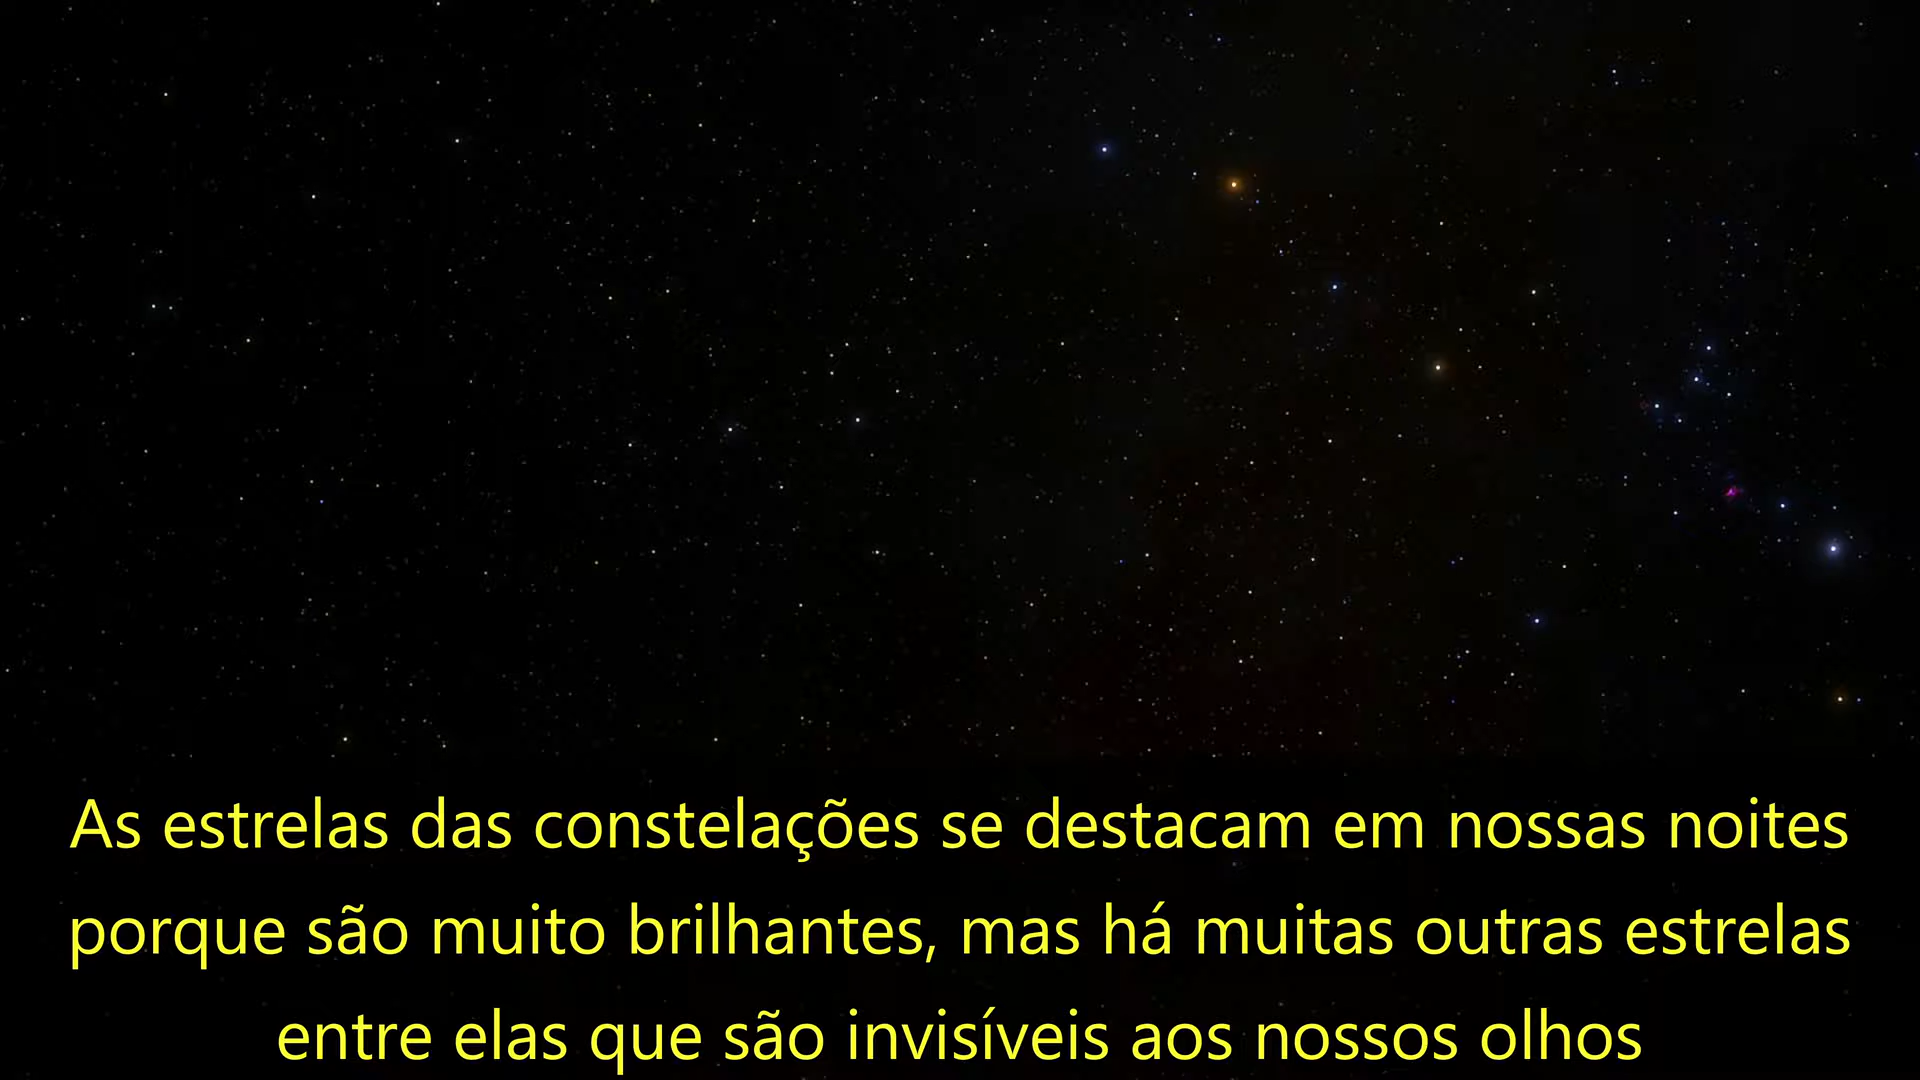 As estrelas das constelações se destacam em nossas noites
porque são muito brilhantes, mas há muitas outras estrelas
entre elas que são invisíveis aos nossos olhos